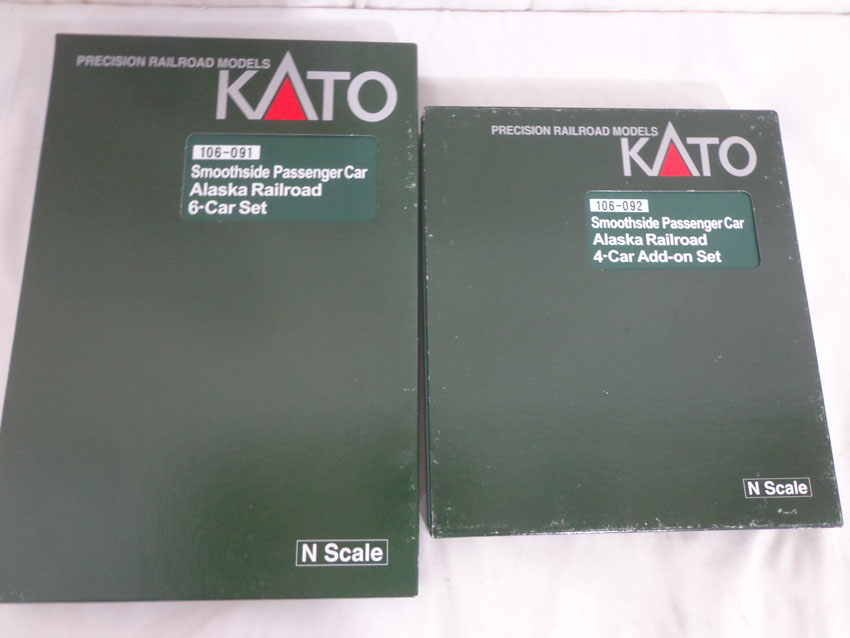 PRECISION RAILROAD MODELS
KATO
106-091
Smoothside Passenger Car
Alaska Railroad
6-Car Set
N Scale
PRECISION RAILROAD MODELS
KATO
106-092
Smoothside Passenger Car
Alaska Railroad
4-Car Add-on Set
N Scale